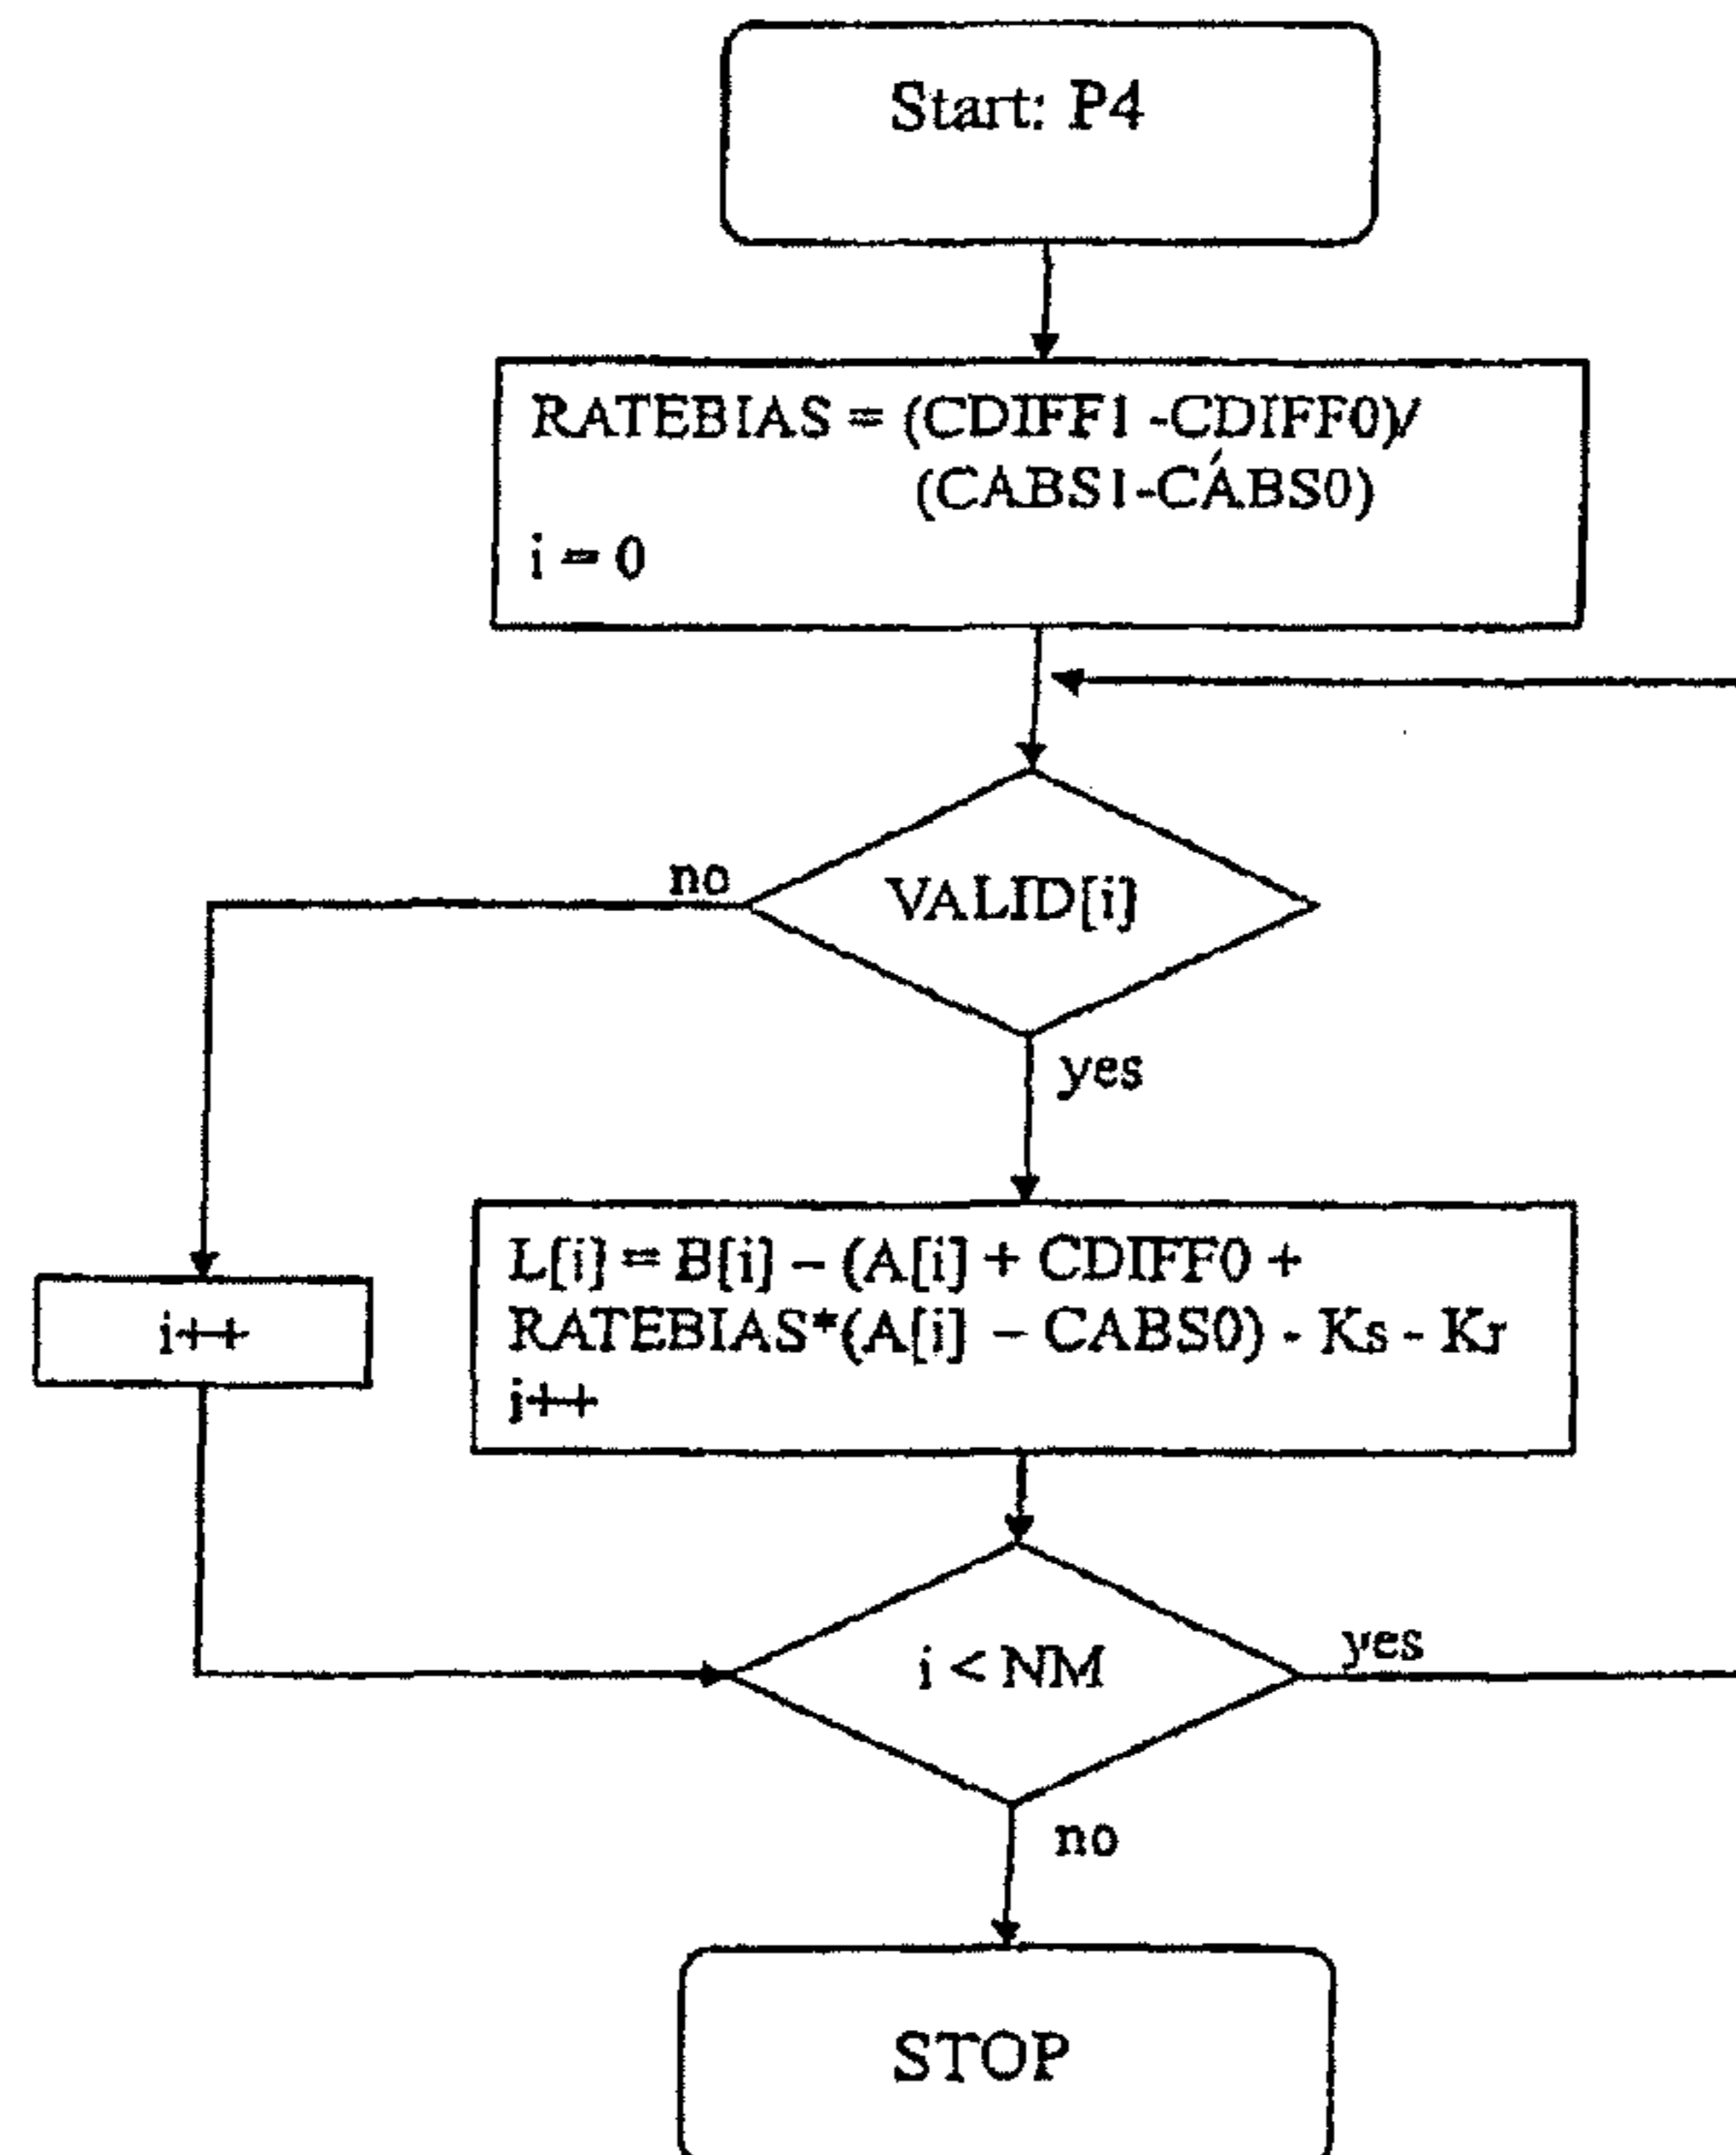 Start: P4
RATEBIAS = (CDIFF1 -CDIFF0)/
(CABS1-CABS0)
i = 0
no
VALID[i]
yes
L[i] = B[i] – (A[i] + CDIFF0 +
RATEBIAS*(A[i] – CABS0) - Ks - Kr
j++
i++
i < NM
yes
no
STOP